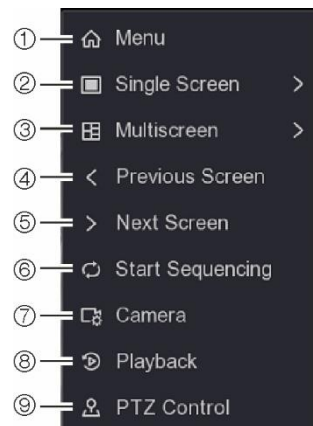 ① Menu
② Single Screen >
③ Multiscreen >
④ < Previous Screen
⑤ > Next Screen
⑥ Start Sequencing
⑦ Camera
⑧ Playback
⑨ PTZ Control